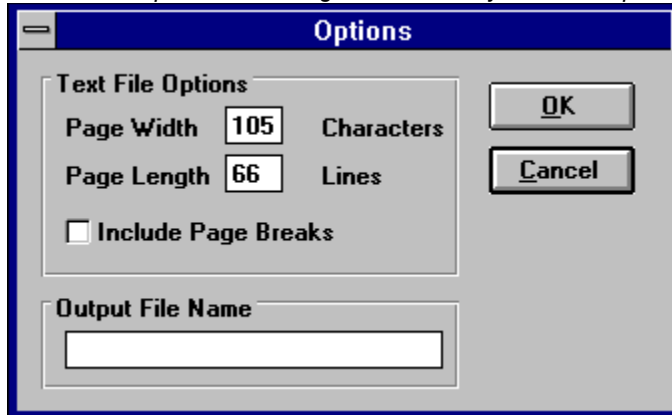 Options
Text File Options
Page Width 105 Characters
Page Length 66 Lines
Include Page Breaks
OK
Cancel
Output File Name